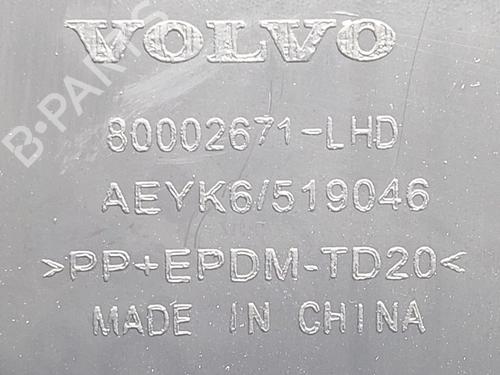 VOLVO
80002671-LHD
AEYK6/519046
>PP+EPDM-TD20<
MADE IN CHINA
B-PARTS